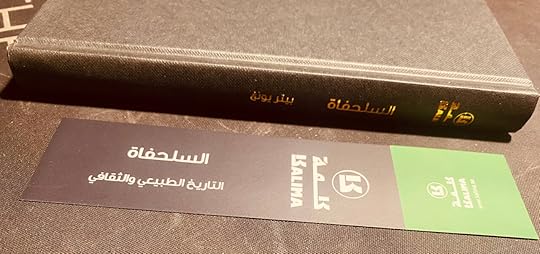 السلحفاة
بيتر يونغ
السلحفاة
التاريخ الطبيعي والثقافي
كلمة
KALIMA
كلمة
KALIMA